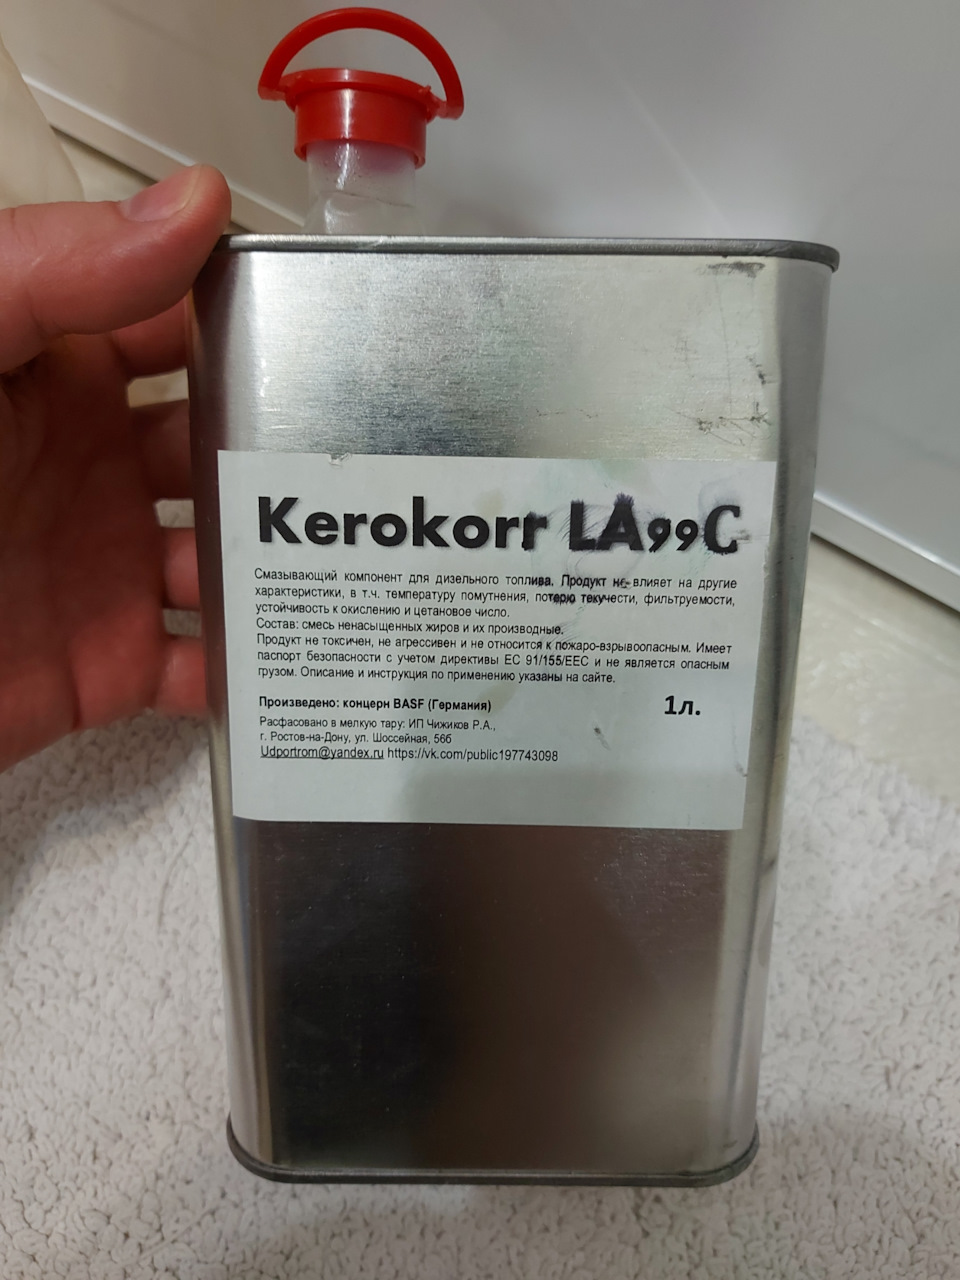 Kerokorr LA99C
Смазывающий компонент для дизельного топлива. Продукт не влияет на другие
характеристики, в т.ч. температуру помутнения, потерю текучести, фильтруемости,
устойчивость к окислению и цетановое число.
Состав: смесь ненасыщенных жиров и их производные.
Продукт не токсичен, не агрессивен и не относится к пожаро-взрывоопасным. Имеет
паспорт безопасности с учетом директивы ЕС 91/155/ЕЕС и не является опасным
грузом. Описание и инструкция по применению указаны на сайте.
Произведено: концерн BASF (Германия)
1л.
Расфасовано в мелкую тару: ИП Чижиков Р.А.,
г. Ростов-на-Дону, ул. Шоссейная, 56б
Udportrom@yandex.ru https://vk.com/public197743098